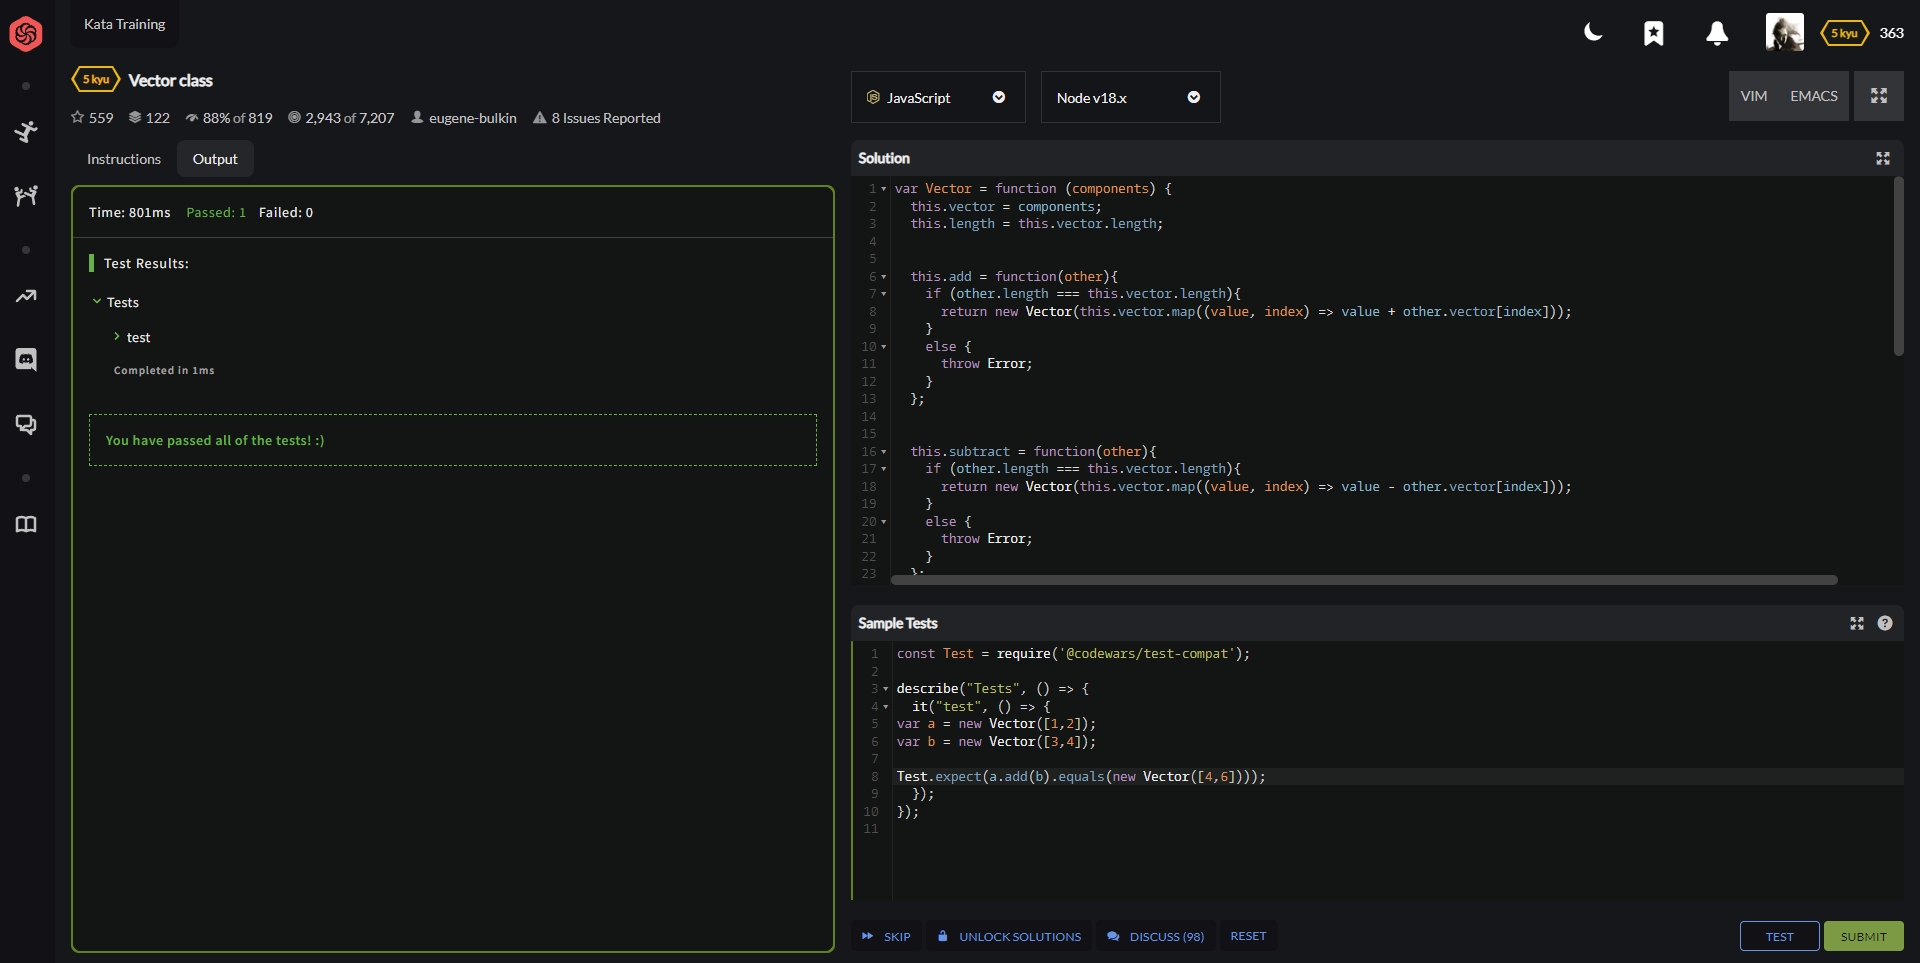 Kata Training
5 kyu 363
5 kyu Vector class
559 122 88% of 819 2,943 of 7,207 eugene-bulkin 8 Issues Reported
Instructions Output
Time: 801ms Passed: 1 Failed: 0
Test Results:
Tests
test
Completed in 1ms
You have passed all of the tests! :)
JavaScript Node v18.x VIM EMACS
Solution
1 var Vector = function (components) {
2 this.vector = components;
3 this.length = this.vector.length;
4
5
6 this.add = function(other){
7 if (other.length === this.vector.length){
8 return new Vector(this.vector.map((value, index) => value + other.vector[index]));
9 }
10 else {
11 throw Error;
12 }
13 };
14
15
16 this.subtract = function(other){
17 if (other.length === this.vector.length){
18 return new Vector(this.vector.map((value, index) => value - other.vector[index]));
19 }
20 else {
21 throw Error;
22 }
23 };
Sample Tests ?
1 const Test = require('@codewars/test-compat');
2
3 describe("Tests", () => {
4 it("test", () => {
5 var a = new Vector([1,2]);
6 var b = new Vector([3,4]);
7
8 Test.expect(a.add(b).equals(new Vector([4,6])));
9 });
10 });
11
SKIP UNLOCK SOLUTIONS DISCUSS (98) RESET TEST SUBMIT